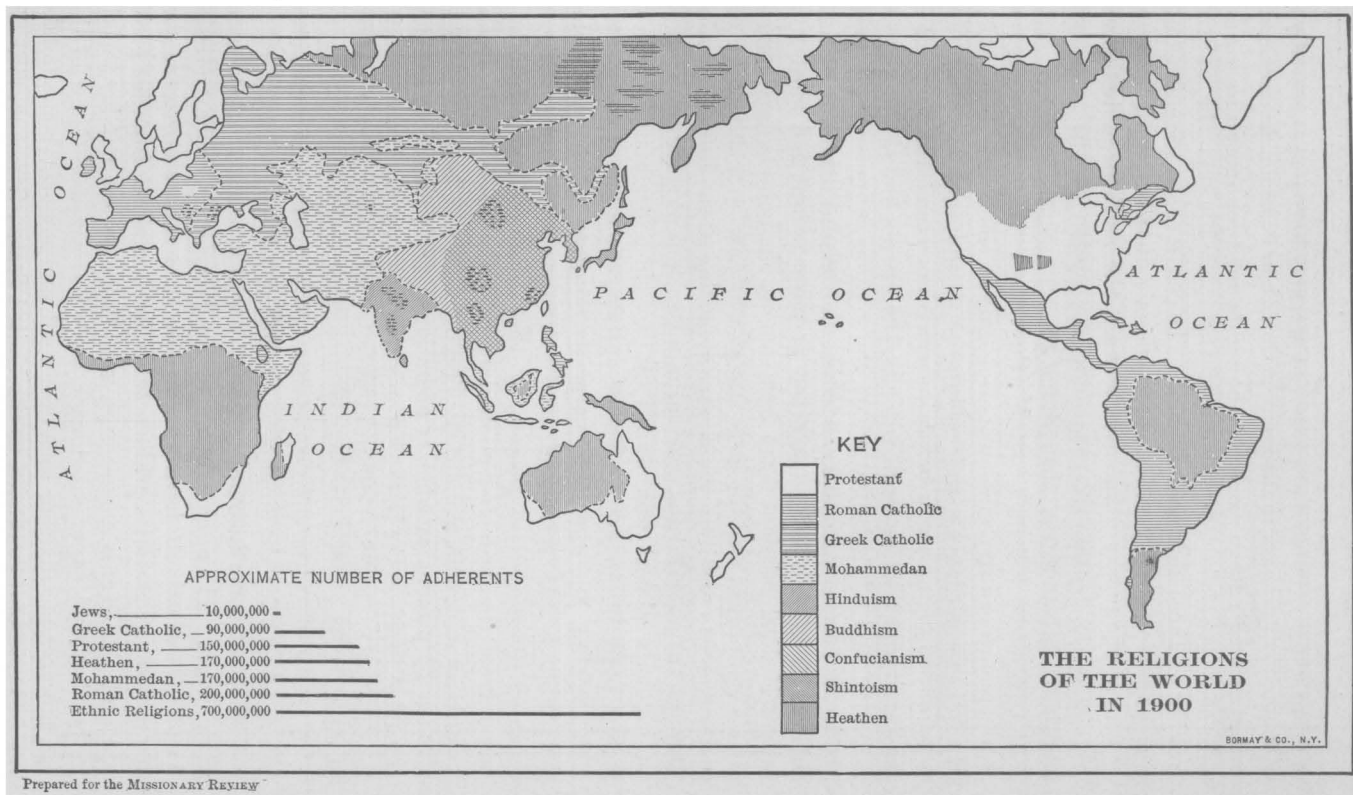 ATLANTIC OCEAN
PACIFIC OCEAN
ATLANTIC
OCEAN
INDIAN
OCEAN
KEY
Protestant
Roman Catholic
Greek Catholic
Mohammedan
Hinduism
Buddhism
Confucianism
Shintoism
Heathen
APPROXIMATE NUMBER OF ADHERENTS
Jews, 10,000,000
Greek Catholic, 90,000,000
Protestant, 150,000,000
Heathen, 170,000,000
Mohammedan, 170,000,000
Roman Catholic, 200,000,000
Ethnic Religions, 700,000,000
THE RELIGIONS
OF THE WORLD
IN 1900
BORMAY & CO., N.Y.
Prepared for the MISSIONARY REVIEW